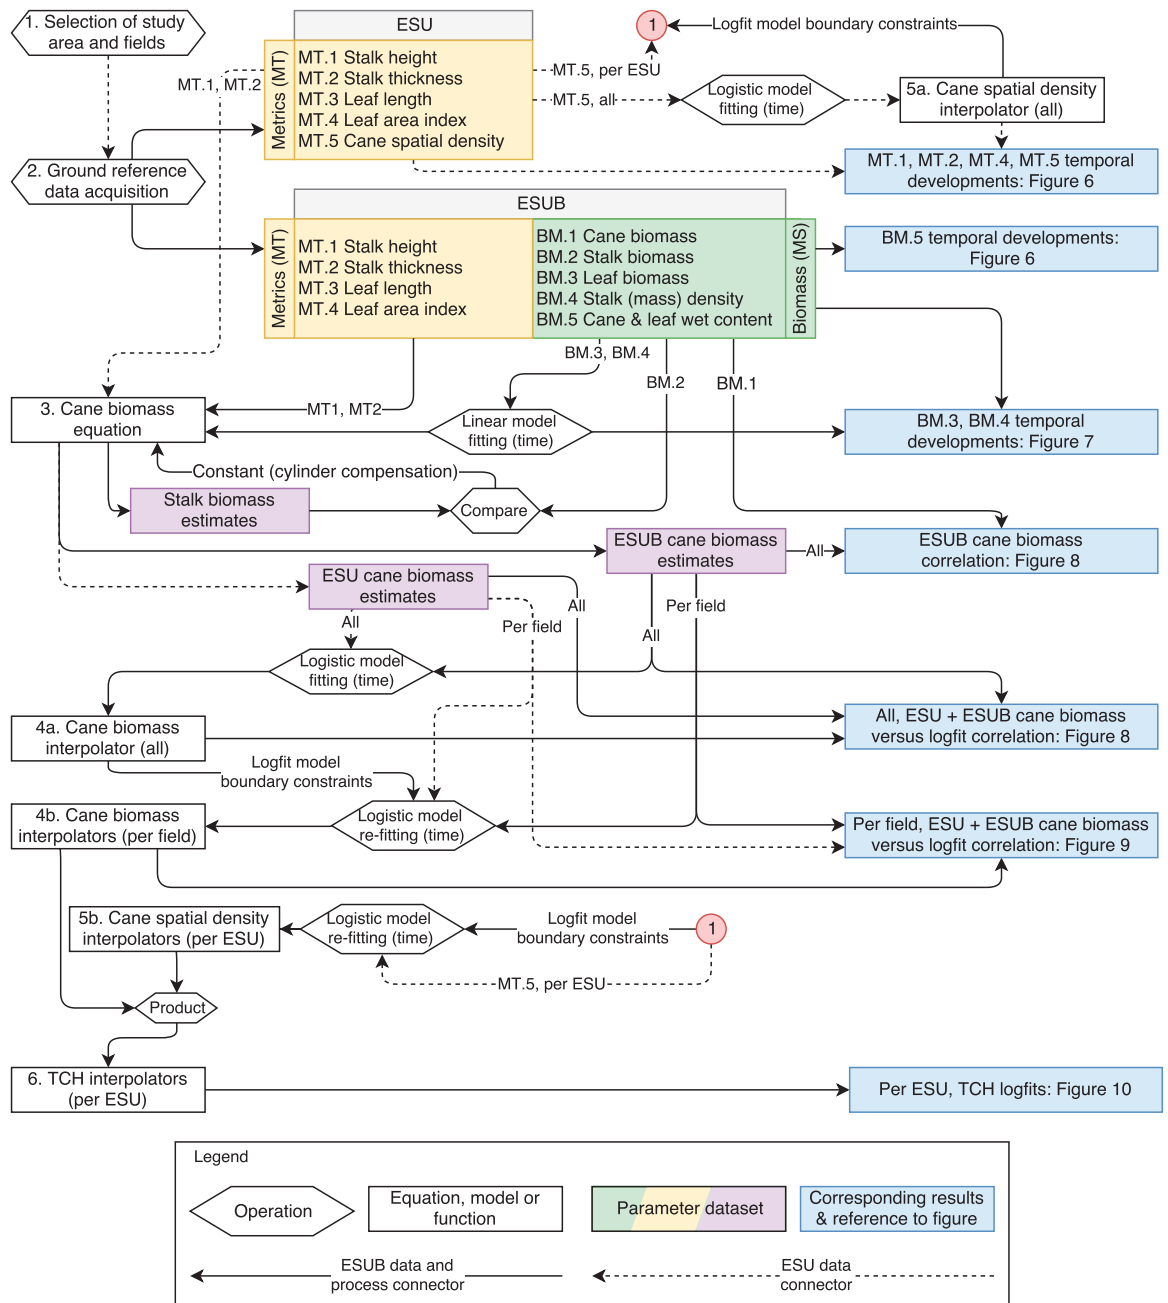 1. Selection of study
area and fields
ESU
Metrics (MT)
MT.1 Stalk height
MT.2 Stalk thickness
MT.3 Leaf length
MT.4 Leaf area index
MT.5 Cane spatial density
MT.1, MT.2
MT.5, per ESU
MT.5, all
1
Logfit model boundary constraints
Logistic model
fitting (time)
5a. Cane spatial density
interpolator (all)
2. Ground reference
data acquisition
MT.1, MT.2, MT.4, MT.5 temporal
developments: Figure 6
ESUB
Metrics (MT)
MT.1 Stalk height
MT.2 Stalk thickness
MT.3 Leaf length
MT.4 Leaf area index
BM.1 Cane biomass
BM.2 Stalk biomass
BM.3 Leaf biomass
BM.4 Stalk (mass) density
BM.5 Cane & leaf wet content
Biomass (MS)
BM.5 temporal developments:
Figure 6
BM.3, BM.4
BM.2
BM.1
3. Cane biomass
equation
MT1, MT2
Linear model
fitting (time)
BM.3, BM.4 temporal
developments: Figure 7
Constant (cylinder compensation)
Stalk biomass
estimates
Compare
ESUB cane biomass
estimates
All
ESUB cane biomass
correlation: Figure 8
ESU cane biomass
estimates
All
Per field
All
Per field
All
Logistic model
fitting (time)
4a. Cane biomass
interpolator (all)
All, ESU + ESUB cane biomass
versus logfit correlation: Figure 8
Logfit model
boundary constraints
4b. Cane biomass
interpolators (per field)
Logistic model
re-fitting (time)
Per field, ESU + ESUB cane biomass
versus logfit correlation: Figure 9
5b. Cane spatial density
interpolators (per ESU)
Logistic model
re-fitting (time)
Logfit model
boundary constraints
1
MT.5, per ESU
Product
6. TCH interpolators
(per ESU)
Per ESU, TCH logfits: Figure 10
Legend
Operation
Equation, model or
function
Parameter dataset
Corresponding results
& reference to figure
ESUB data and
process connector
ESU data
connector